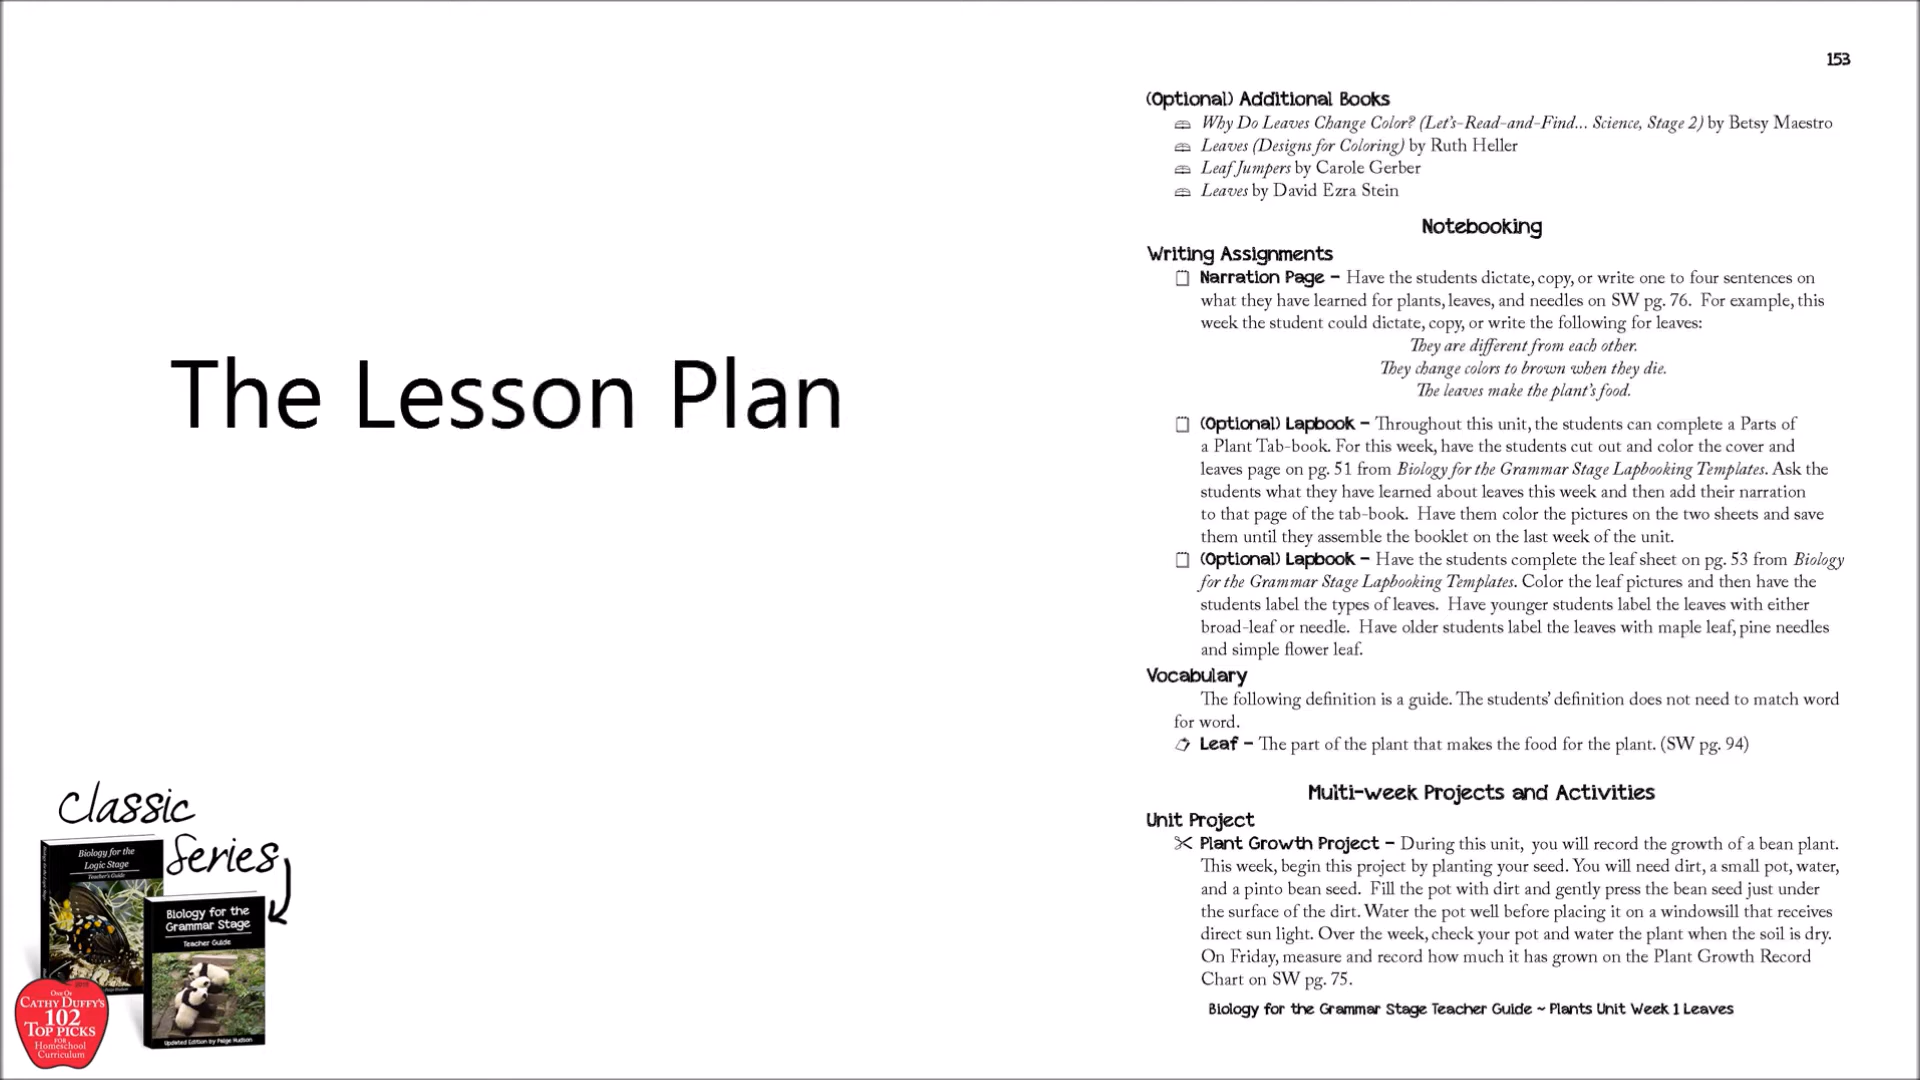 The Lesson Plan
153
(Optional) Additional Books
Why Do Leaves Change Color? (Let's-Read-and-Find... Science, Stage 2) by Betsy Maestro
Leaves (Designs for Coloring) by Ruth Heller
Leaf Jumpers by Carole Gerber
Leaves by David Ezra Stein
Notebooking
Writing Assignments
Narration Page – Have the students dictate, copy, or write one to four sentences on
what they have learned for plants, leaves, and needles on SW pg. 76. For example, this
week the student could dictate, copy, or write the following for leaves:
They are different from each other.
They change colors to brown when they die.
The leaves make the plant's food.
(Optional) Lapbook – Throughout this unit, the students can complete a Parts of
a Plant Tab-book. For this week, have the students cut out and color the cover and
leaves page on pg. 51 from Biology for the Grammar Stage Lapbooking Templates. Ask the
students what they have learned about leaves this week and then add their narration
to that page of the tab-book. Have them color the pictures on the two sheets and save
them until they assemble the booklet on the last week of the unit.
(Optional) Lapbook – Have the students complete the leaf sheet on pg. 53 from Biology
for the Grammar Stage Lapbooking Templates. Color the leaf pictures and then have the
students label the types of leaves. Have younger students label the leaves with either
broad-leaf or needle. Have older students label the leaves with maple leaf, pine needles
and simple flower leaf.
Vocabulary
The following definition is a guide. The students' definition does not need to match word
for word.
Leaf – The part of the plant that makes the food for the plant. (SW pg. 94)
Multi-week Projects and Activities
Unit Project
Plant Growth Project – During this unit, you will record the growth of a bean plant.
This week, begin this project by planting your seed. You will need dirt, a small pot, water,
and a pinto bean seed. Fill the pot with dirt and gently press the bean seed just under
the surface of the dirt. Water the pot well before placing it on a windowsill that receives
direct sun light. Over the week, check your pot and water the plant when the soil is dry.
On Friday, measure and record how much it has grown on the Plant Growth Record
Chart on SW pg. 75.
Biology for the Grammar Stage Teacher Guide ~ Plants Unit Week 1 Leaves
Classic
Series
Biology for the
Logic Stage
Teacher's Guide
Biology for the
Grammar Stage
Teacher Guide
Updated Edition by Paige Hudson
One Of
CATHY DUFFY'S
102
TOP PICKS
FOR
Homeschool
Curriculum